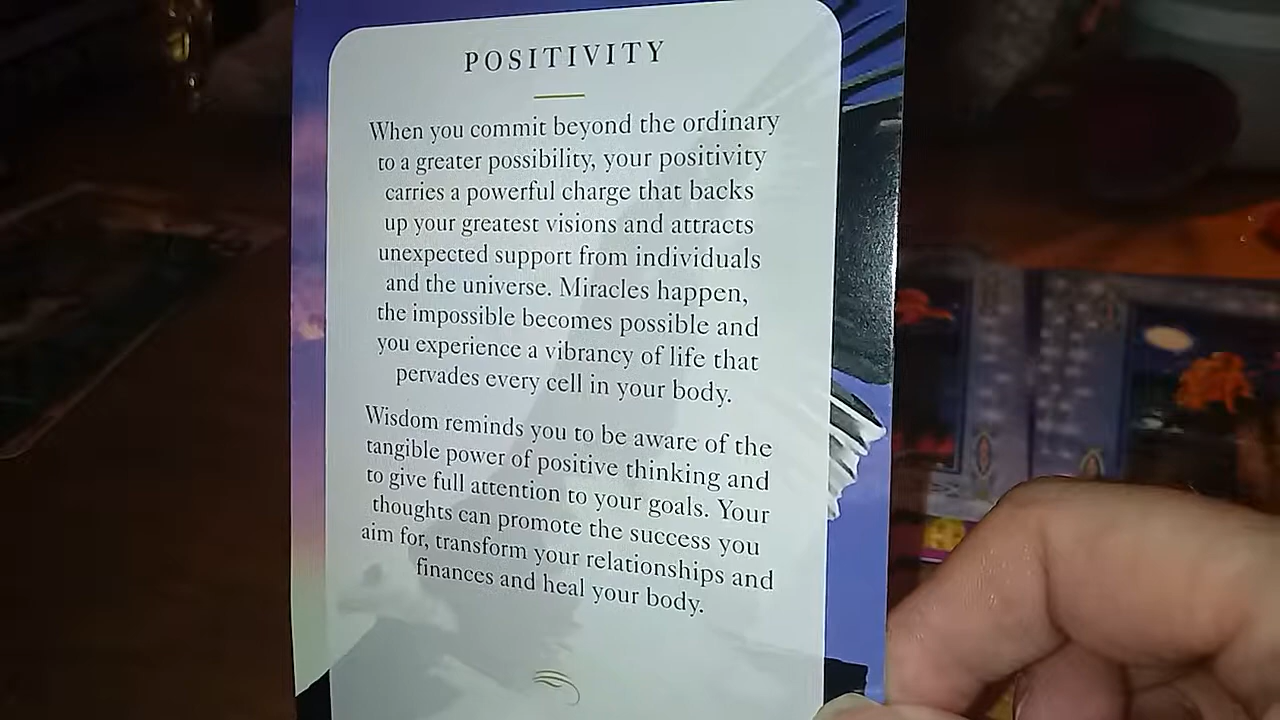 POSITIVITY
When you commit beyond the ordinary
to a greater possibility, your positivity
carries a powerful charge that backs
up your greatest visions and attracts
unexpected support from individuals
and the universe. Miracles happen,
the impossible becomes possible and
you experience a vibrancy of life that
pervades every cell in your body.
Wisdom reminds you to be aware of the
tangible power of positive thinking and
to give full attention to your goals. Your
thoughts can promote the success you
aim for, transform your relationships and
finances and heal your body.